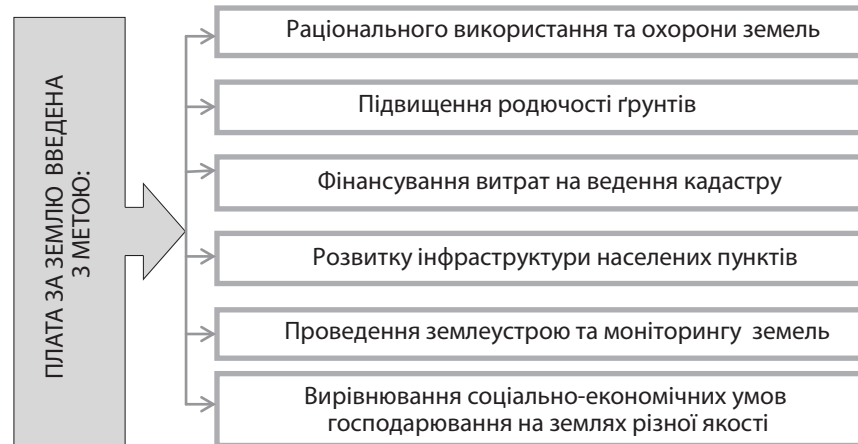 ПЛАТА ЗА ЗЕМЛЮ ВВЕДЕНА
З МЕТОЮ:
Раціонального використання та охорони земель
Підвищення родючості ґрунтів
Фінансування витрат на ведення кадастру
Розвитку інфраструктури населених пунктів
Проведення землеустрою та моніторингу земель
Вирівнювання соціально-економічних умов
господарювання на землях різної якості